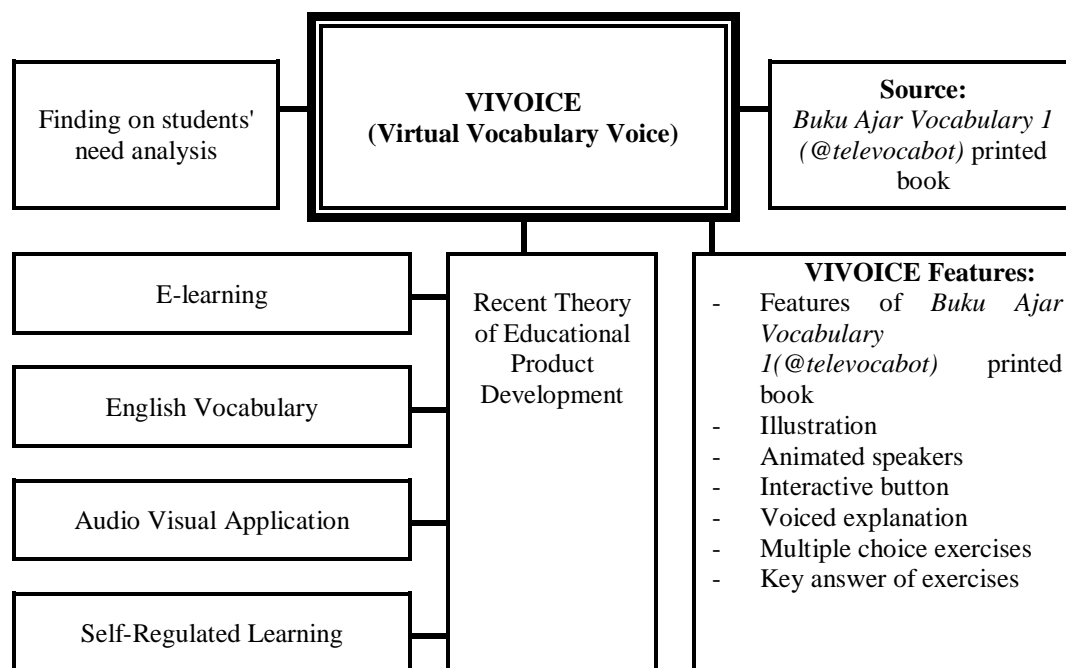 VIVOICE
(Virtual Vocabulary Voice)
Finding on students'
need analysis
Source:
Buku Ajar Vocabulary 1
(@televocabot) printed
book
E-learning
English Vocabulary
Audio Visual Application
Self-Regulated Learning
Recent Theory
of Educational
Product
Development
VIVOICE Features:
- Features of Buku Ajar
Vocabulary
1(@televocabot) printed
book
- Illustration
- Animated speakers
- Interactive button
- Voiced explanation
- Multiple choice exercises
- Key answer of exercises